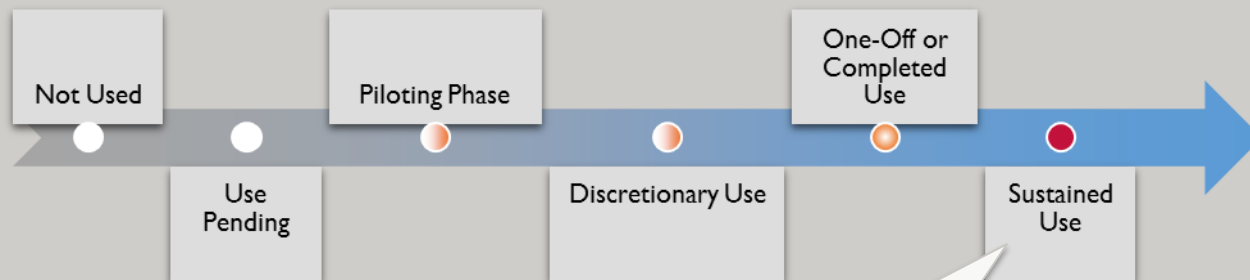 Not Used
Use
Pending
Piloting Phase
Discretionary Use
One-Off or
Completed
Use
Sustained
Use